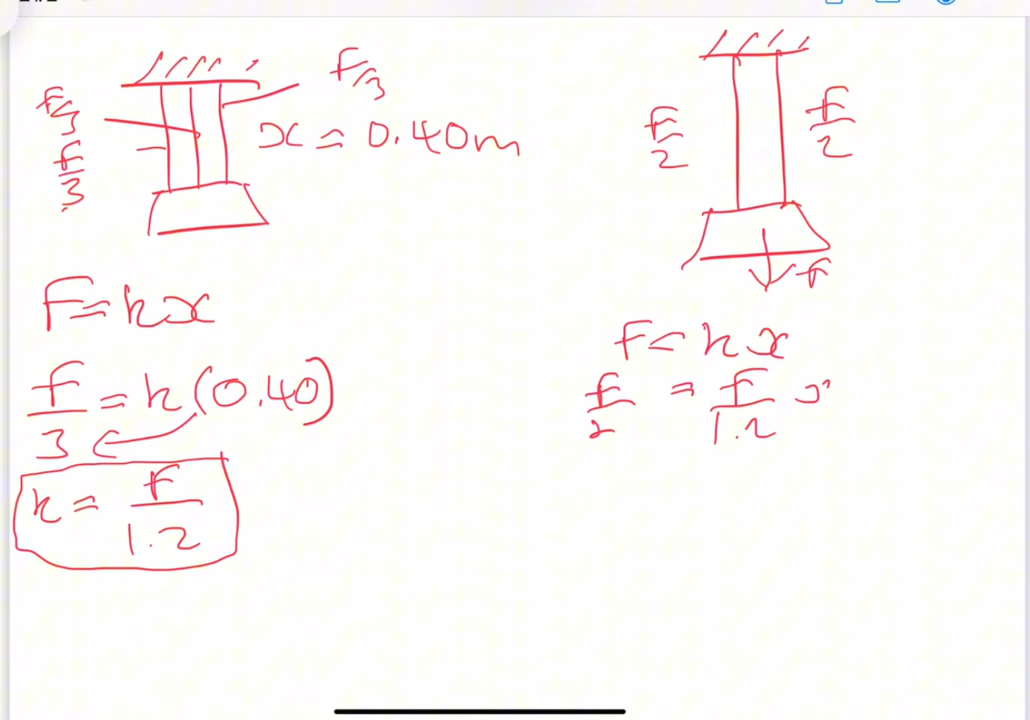 F/3
F/3
F/3
x = 0.40m
F = kx
F/3 = k(0.40)
k = F/1.2
F/2
F/2
F
F = kx
F/2 = F/1.2 x